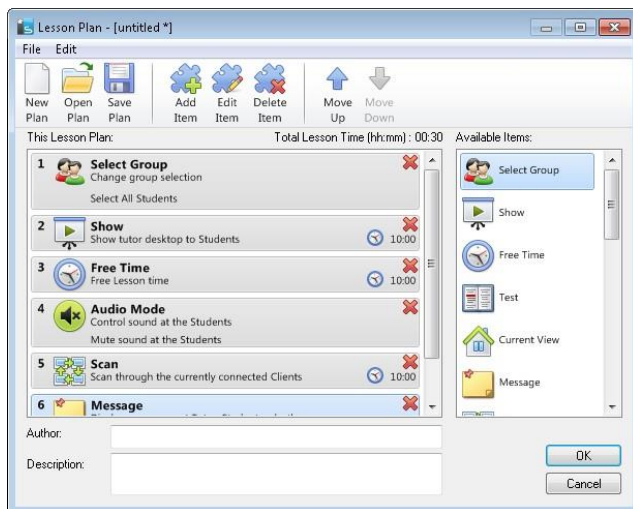 Lesson Plan - [untitled *]
File Edit
New Plan
Open Plan
Save Plan
Add Item
Edit Item
Delete Item
Move Up
Move Down
This Lesson Plan:
Total Lesson Time (hh:mm) : 00:30
1 Select Group
Change group selection
Select All Students
2 Show
Show tutor desktop to Students
10:00
3 Free Time
Free Lesson time
10:00
4 Audio Mode
Control sound at the Students
Mute sound at the Students
5 Scan
Scan through the currently connected Clients
10:00
6 Message
Available Items:
Select Group
Show
Free Time
Test
Current View
Message
Author:
Description:
OK
Cancel